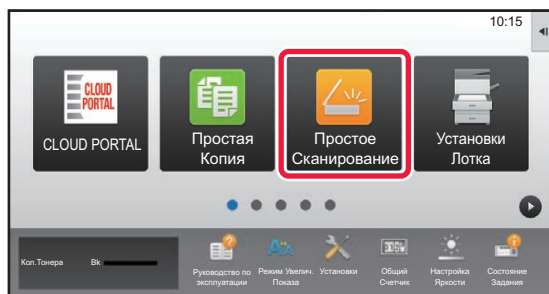 10:15
CLOUD
PORTAL
CLOUD PORTAL
Простая
Копия
Простое
Сканирование
Установки
Лотка
Кол.Тонера
Bk
Руководство по
эксплуатации
Режим Увелич.
Показа
Установки
Общий
Счетчик
Настройка
Яркости
Состояние
Задания